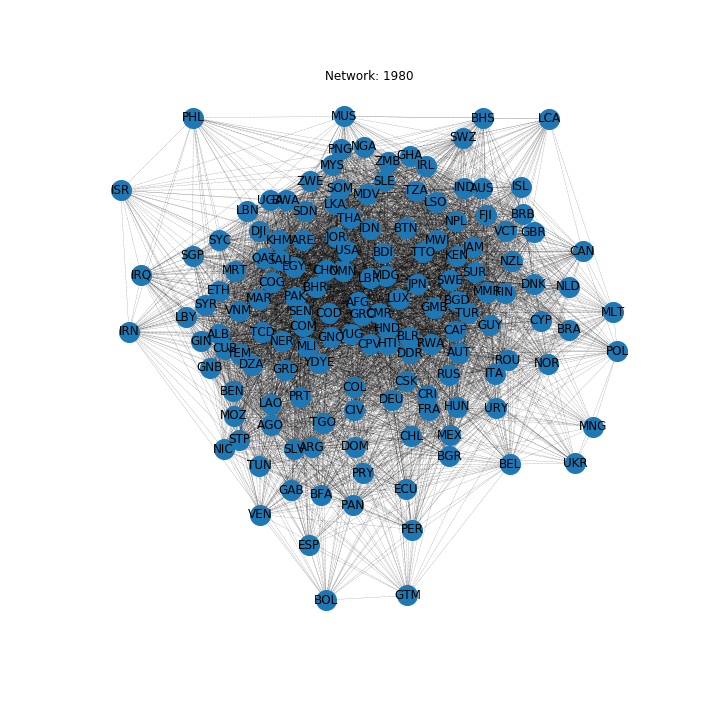 Network: 1980
PHL
MUS
BHS
LCA
SWZ
PNG
NGA
MYS
ZMB
GHA
IRL
ISR
ZWE
SOM
MDV
SLE
TZA
IND
AUS
ISL
UGA
BWA
LKA
LSO
LBN
SDN
THA
NPL
FJI
BRB
SYC
DJI
KHM
ARE
JOR
IDN
BTN
MWI
VCT
GBR
SGP
QAT
SAU
USA
BDI
TTO
KEN
JAM
NZL
CAN
IRQ
MRT
EGY
CHO
OMN
LBR
MDG
SUR
ETH
COG
BHR
JPN
SWE
MMR
FIN
DNK
NLD
SYR
MAR
PAK
AFG
LUX
BGD
LBY
VNM
SEN
COD
GRC
CMR
GMB
TUR
CYP
MLT
IRN
ALB
TCD
COM
YUG
HND
CAP
GUY
BRA
GIN
CUB
NER
MLI
GNQ
CPV
HTI
BLR
RWA
POL
GNB
YEM
DZA
GRD
YDYE
DDR
AUT
ROU
NOR
BEN
LAO
PRT
COL
CSK
RUS
ITA
MOZ
AGO
CIV
DEU
CRI
FRA
HUN
URY
STP
TGO
CHL
MEX
MNG
NIC
SLV
ARG
DOM
BGR
TUN
PRY
BEL
UKR
GAB
BFA
PAN
ECU
VEN
PER
ESP
BOL
GTM